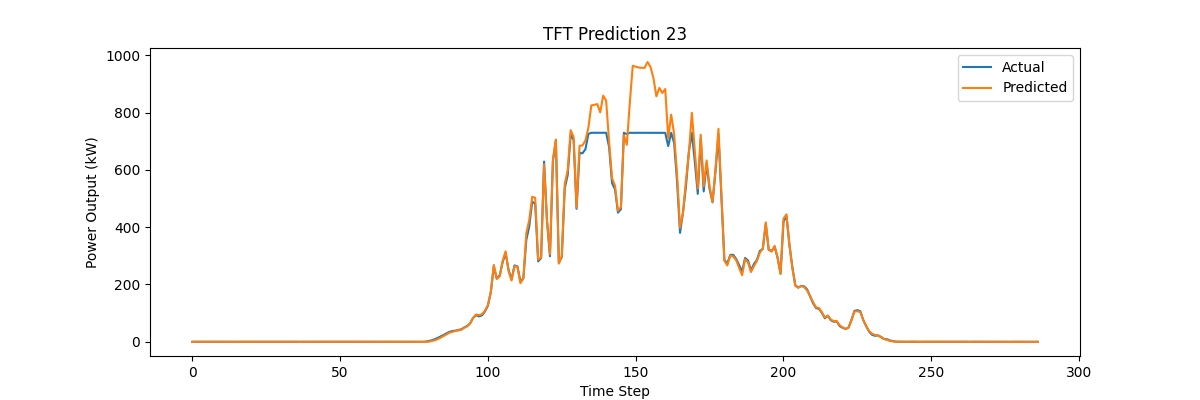 TFT Prediction 23
1000
800
600
400
200
0
Power Output (kW)
Actual
Predicted
0 50 100 150 200 250 300
Time Step